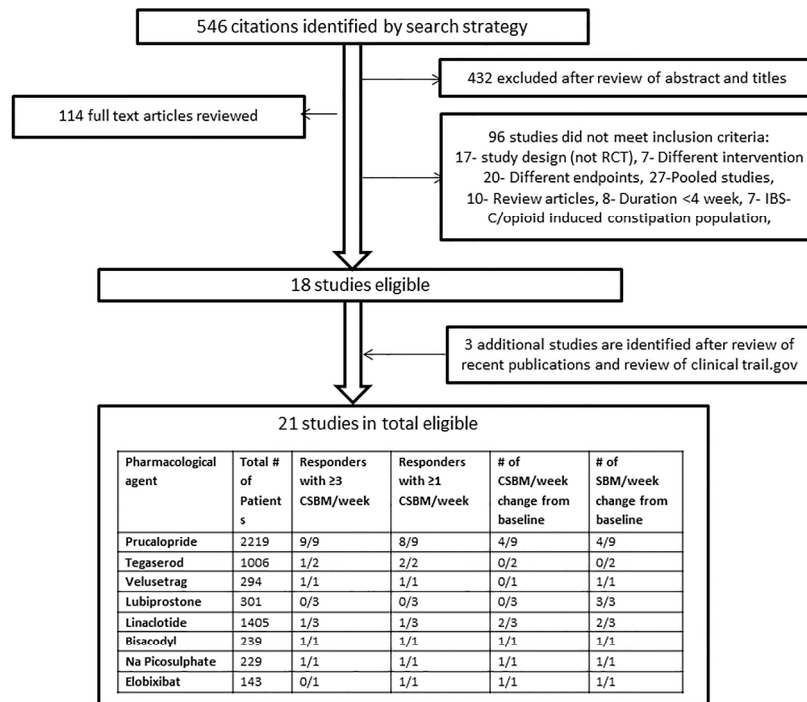 546 citations identified by search strategy
432 excluded after review of abstract and titles
114 full text articles reviewed
96 studies did not meet inclusion criteria:
17- study design (not RCT), 7- Different intervention
20- Different endpoints, 27-Pooled studies,
10- Review articles, 8- Duration <4 week, 7- IBS-
C/opioid induced constipation population,
18 studies eligible
3 additional studies are identified after review of
recent publications and review of clinical trail.gov
21 studies in total eligible
Pharmacological agent | Total # of Patient s | Responders with ≥3 CSBM/week | Responders with ≥1 CSBM/week | # of CSBM/week change from baseline | # of SBM/week change from baseline
Prucalopride | 2219 | 9/9 | 8/9 | 4/9 | 4/9
Tegaserod | 1006 | 1/2 | 2/2 | 0/2 | 0/2
Velusetrag | 294 | 1/1 | 1/1 | 0/1 | 1/1
Lubiprostone | 301 | 0/3 | 0/3 | 0/3 | 3/3
Linaclotide | 1405 | 1/3 | 1/3 | 2/3 | 2/3
Bisacodyl | 239 | 1/1 | 1/1 | 1/1 | 1/1
Na Picosulphate | 229 | 1/1 | 1/1 | 1/1 | 1/1
Elobixibat | 143 | 0/1 | 1/1 | 1/1 | 1/1